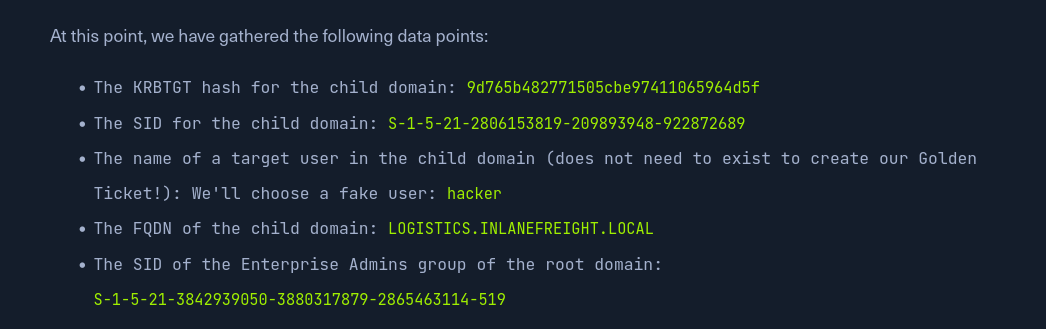 At this point, we have gathered the following data points:
• The KRBTGT hash for the child domain: 9d765b482771505cbe97411065964d5f
• The SID for the child domain: S-1-5-21-2806153819-209893948-922872689
• The name of a target user in the child domain (does not need to exist to create our Golden
Ticket!): We'll choose a fake user: hacker
• The FQDN of the child domain: LOGISTICS.INLANEFREIGHT.LOCAL
• The SID of the Enterprise Admins group of the root domain:
S-1-5-21-3842939050-3880317879-2865463114-519